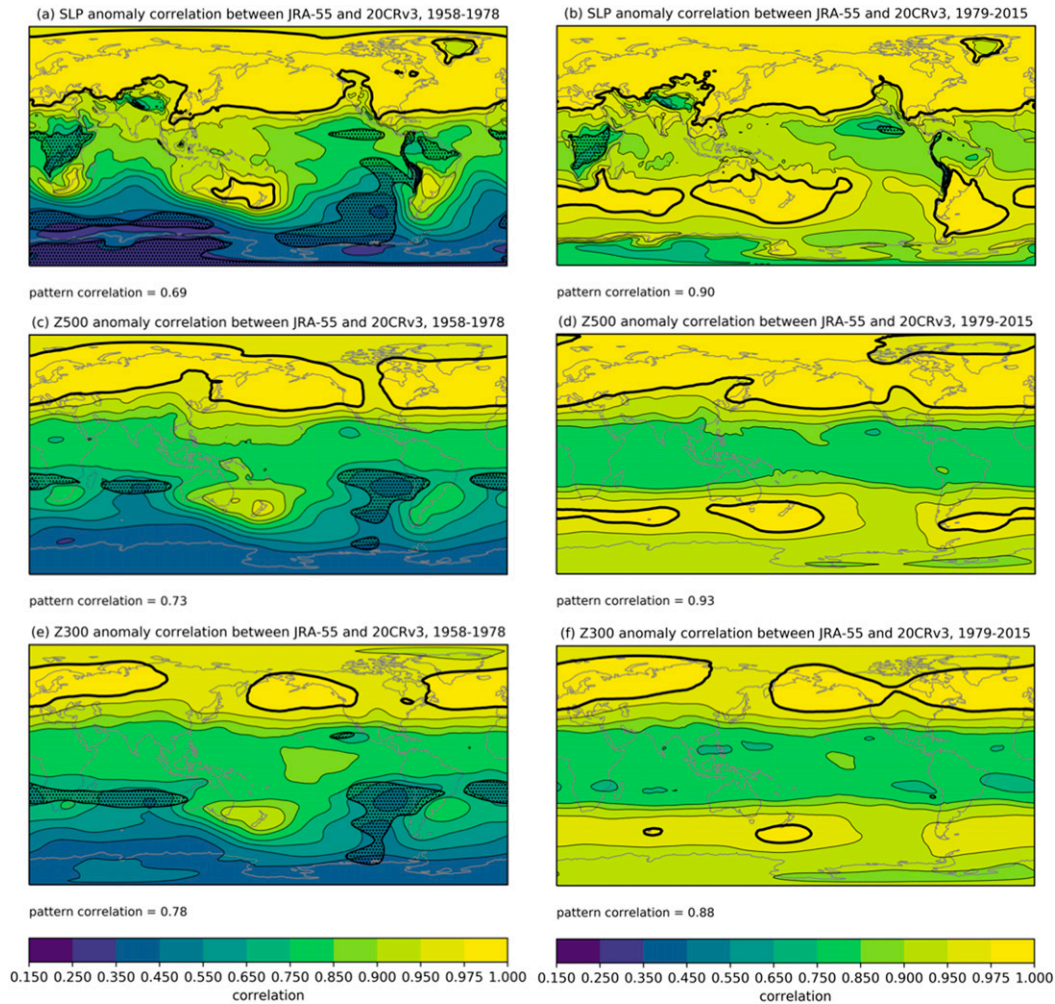 (a) SLP anomaly correlation between JRA-55 and 20CRv3, 1958-1978
(b) SLP anomaly correlation between JRA-55 and 20CRv3, 1979-2015
pattern correlation = 0.69
pattern correlation = 0.90
(c) Z500 anomaly correlation between JRA-55 and 20CRv3, 1958-1978
(d) Z500 anomaly correlation between JRA-55 and 20CRv3, 1979-2015
pattern correlation = 0.73
pattern correlation = 0.93
(e) Z300 anomaly correlation between JRA-55 and 20CRv3, 1958-1978
(f) Z300 anomaly correlation between JRA-55 and 20CRv3, 1979-2015
pattern correlation = 0.78
pattern correlation = 0.88
0.150 0.250 0.350 0.450 0.550 0.650 0.750 0.850 0.900 0.950 0.975 1.000
correlation
0.150 0.250 0.350 0.450 0.550 0.650 0.750 0.850 0.900 0.950 0.975 1.000
correlation